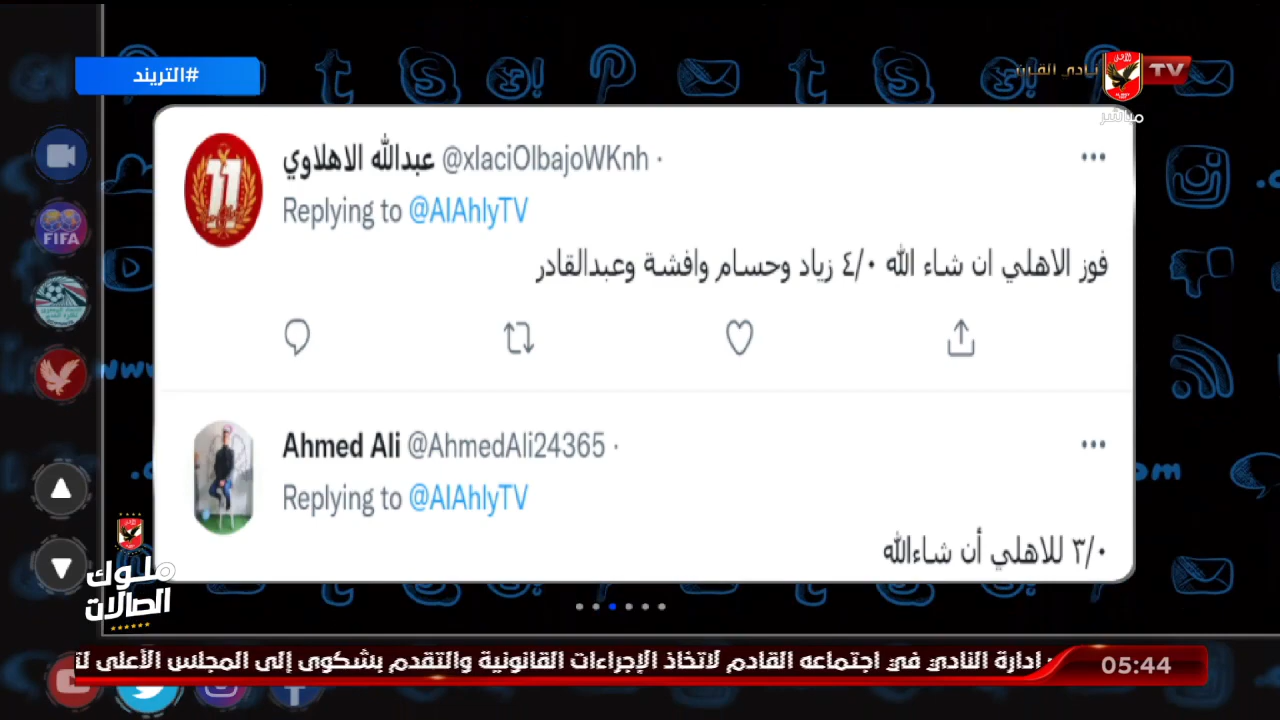 #التريند
نادي القرن
TV
مباشر
عبدالله الاهلاوي @xlaciOlbajoWKnh ·
Replying to @AlAhlyTV
فوز الاهلي ان شاء الله ٤/٠ زياد وحسام وافشة وعبدالقادر
FIFA
Ahmed Ali @AhmedAli24365 ·
Replying to @AlAhlyTV
٣/٠ للاهلي أن شاءالله
ملوك
الصالات
ادارة النادي في اجتماعه القادم لاتخاذ الإجراءات القانونية والتقدم بشكوى إلى المجلس الأعلى
05:44